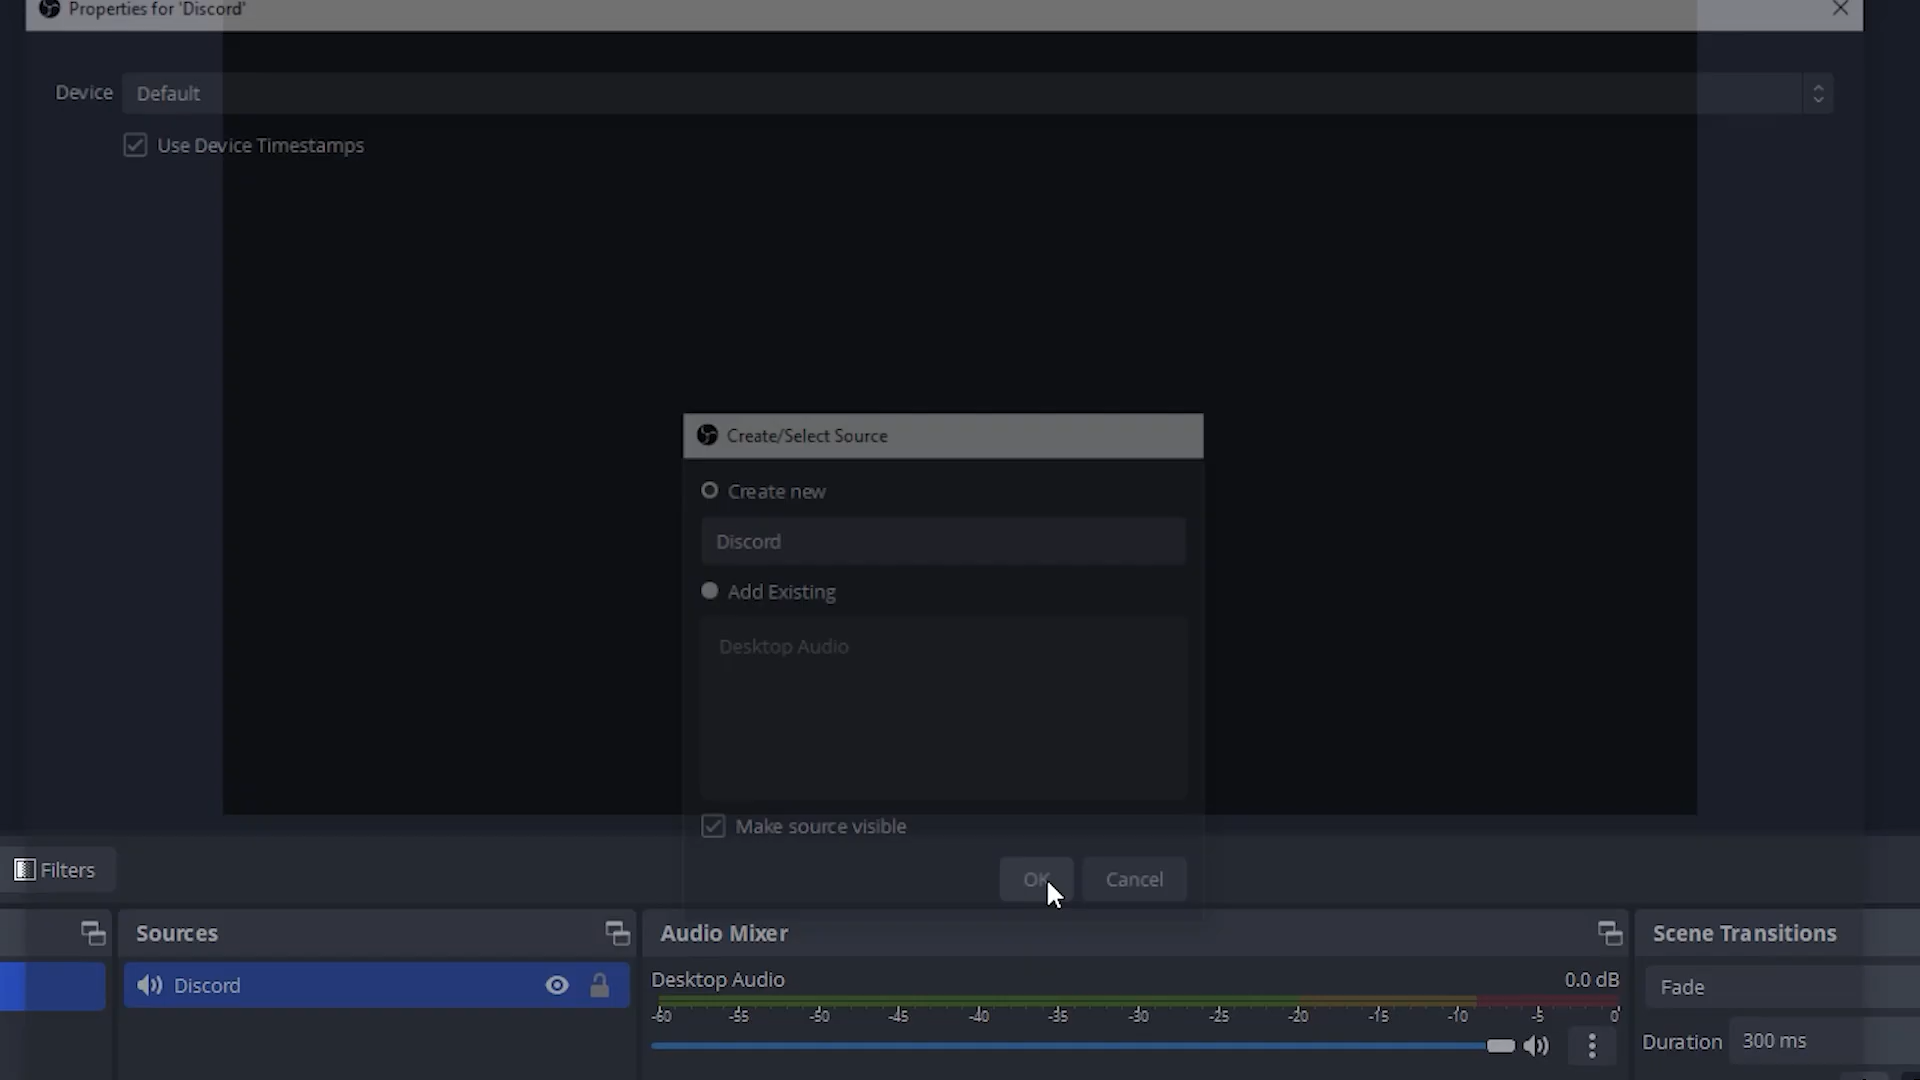 Properties for 'Discord'
Device
Default
Use Device Timestamps
Create/Select Source
Create new
Discord
Add Existing
Desktop Audio
Make source visible
OK
Cancel
Filters
Sources
Audio Mixer
Scene Transitions
Discord
Desktop Audio
0.0 dB
-60 -55 -50 -45 -40 -35 -30 -25 -20 -15 -10 -5 0
Fade
Duration
300 ms